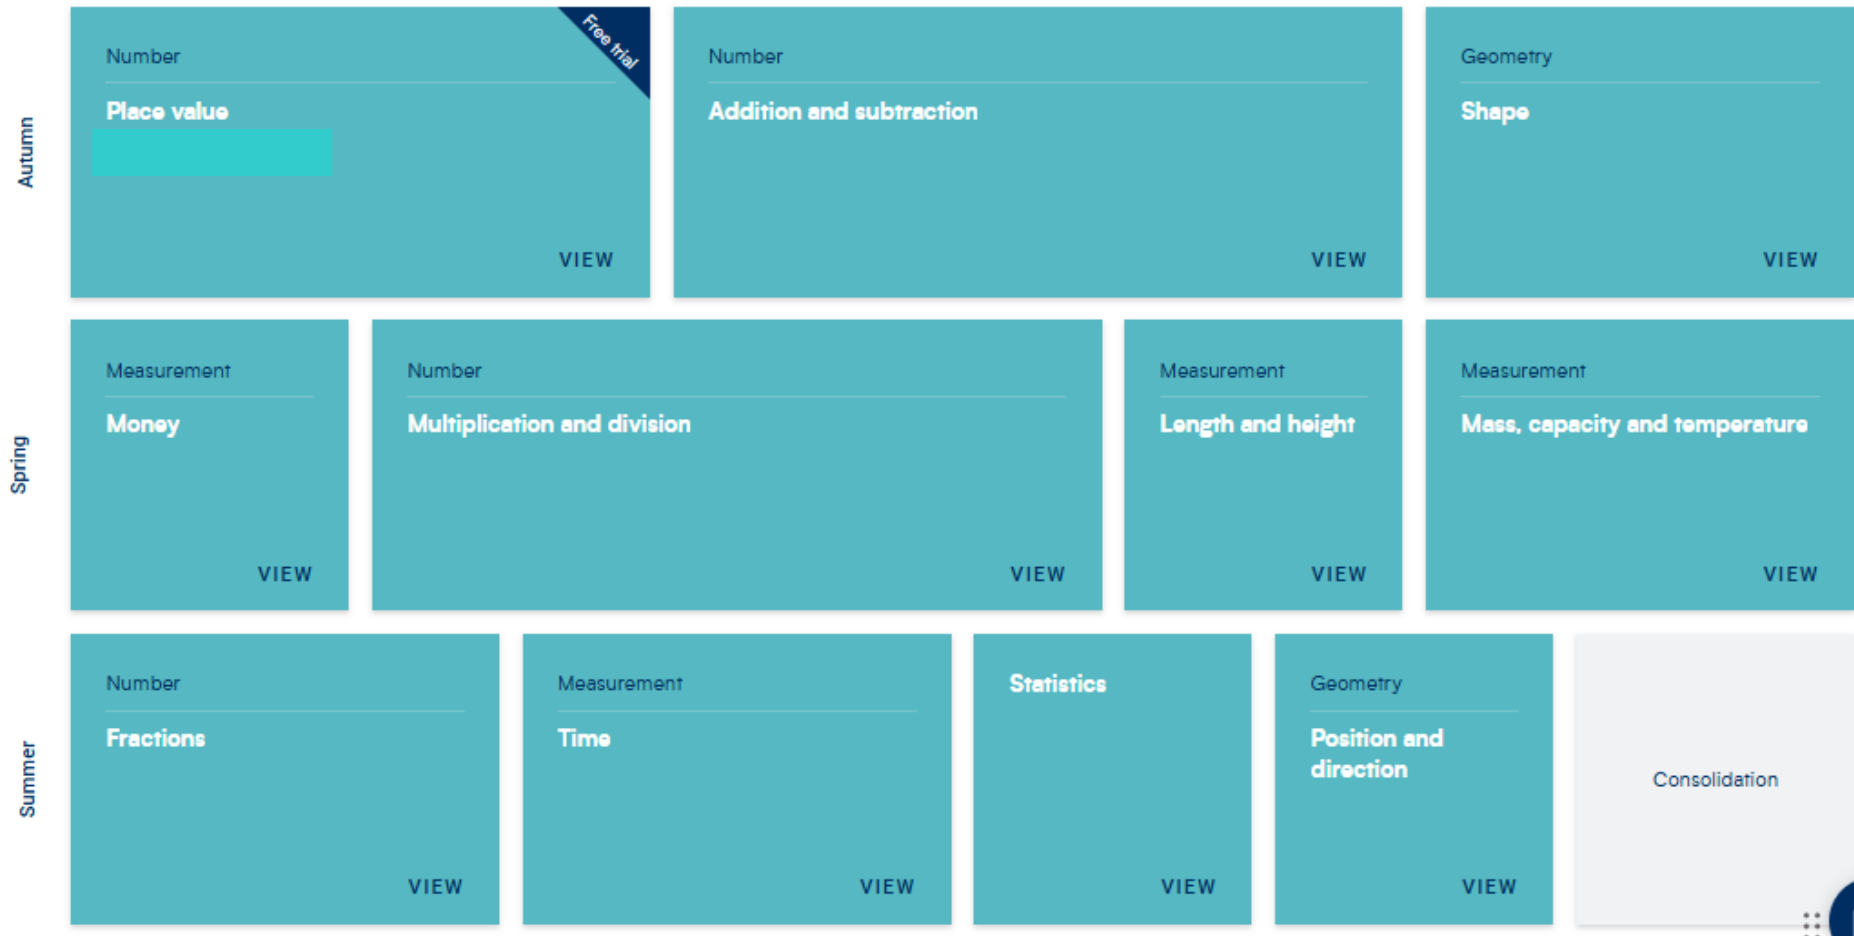 Autumn
Number
Free trial
Place value
VIEW
Number
Addition and subtraction
VIEW
Geometry
Shape
VIEW
Spring
Measurement
Money
VIEW
Number
Multiplication and division
VIEW
Measurement
Length and height
VIEW
Measurement
Mass, capacity and temperature
VIEW
Summer
Number
Fractions
VIEW
Measurement
Time
VIEW
Statistics
VIEW
Geometry
Position and
direction
VIEW
Consolidation